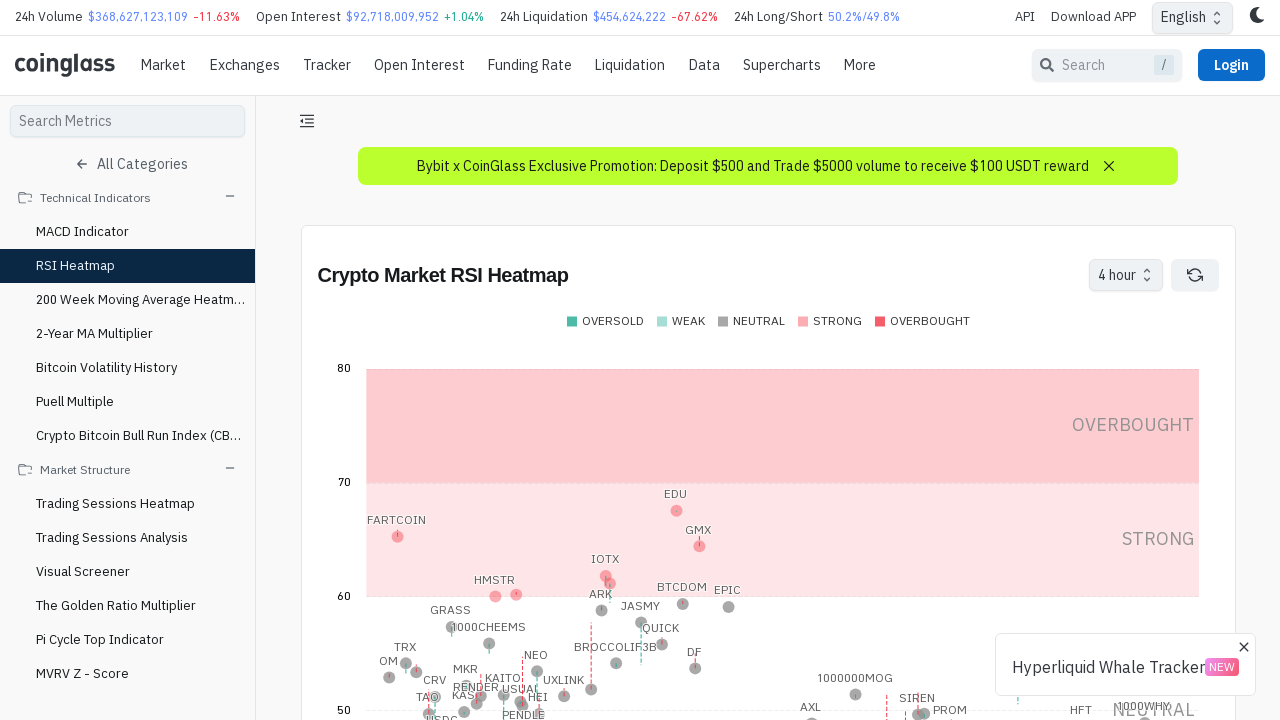 24h Volume $368,627,123,109 -11.63% Open Interest $92,718,009,952 +1.04% 24h Liquidation $454,624,222 -67.62% 24h Long/Short 50.2%/49.8% API Download APP English
coinglass Market Exchanges Tracker Open Interest Funding Rate Liquidation Data Supercharts More Search / Login
Search Metrics
All Categories
Technical Indicators
MACD Indicator
RSI Heatmap
200 Week Moving Average Heatm...
2-Year MA Multiplier
Bitcoin Volatility History
Puell Multiple
Crypto Bitcoin Bull Run Index (CB...
Market Structure
Trading Sessions Heatmap
Trading Sessions Analysis
Visual Screener
The Golden Ratio Multiplier
Pi Cycle Top Indicator
MVRV Z - Score
Bybit x CoinGlass Exclusive Promotion: Deposit $500 and Trade $5000 volume to receive $100 USDT reward
Crypto Market RSI Heatmap
4 hour
OVERSOLD WEAK NEUTRAL STRONG OVERBOUGHT
80
OVERBOUGHT
70
EDU
FARTCOIN
GMX
STRONG
IOTX
HMSTR
BTCDOM EPIC
ARK
60
GRASS JASMY
1000CHEEMS QUICK
TRX BROCCOLIF3B
NEO DF
OM
MKR
CRV KAITO UXLINK 1000000MOG
RENDER USUAL
TAO KAS HEI SIREN
AXL 1000WHY
50 PENDLE PROM HFT NEUTRAL
USDC
Hyperliquid Whale Tracker NEW